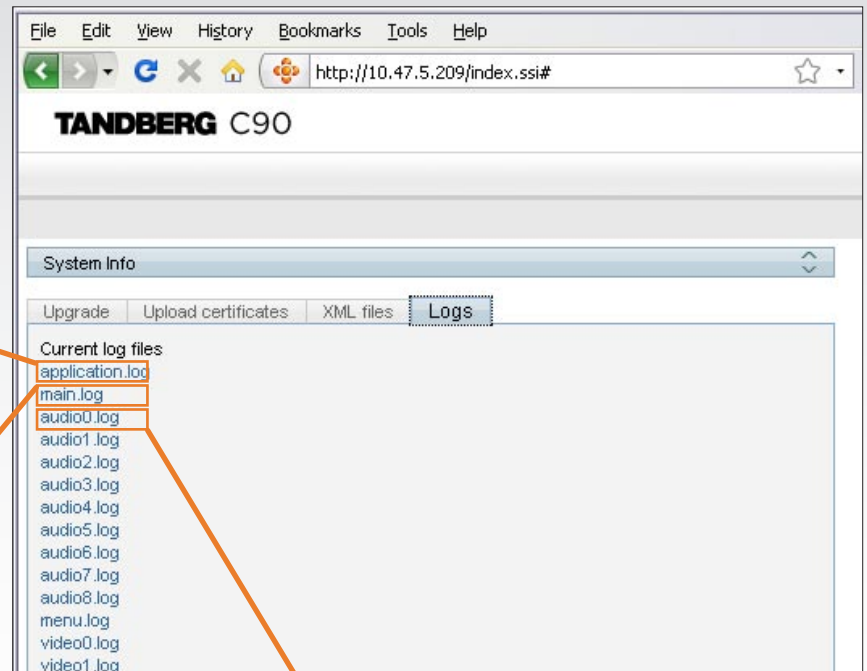 File Edit View History Bookmarks Tools Help
http://10.47.5.209/index.ssi#
TANDBERG C90
System Info
Upgrade Upload certificates XML files Logs
Current log files
application.log
main.log
audio0.log
audio1.log
audio2.log
audio3.log
audio4.log
audio5.log
audio6.log
audio7.log
audio8.log
menu.log
video0.log
video1.log